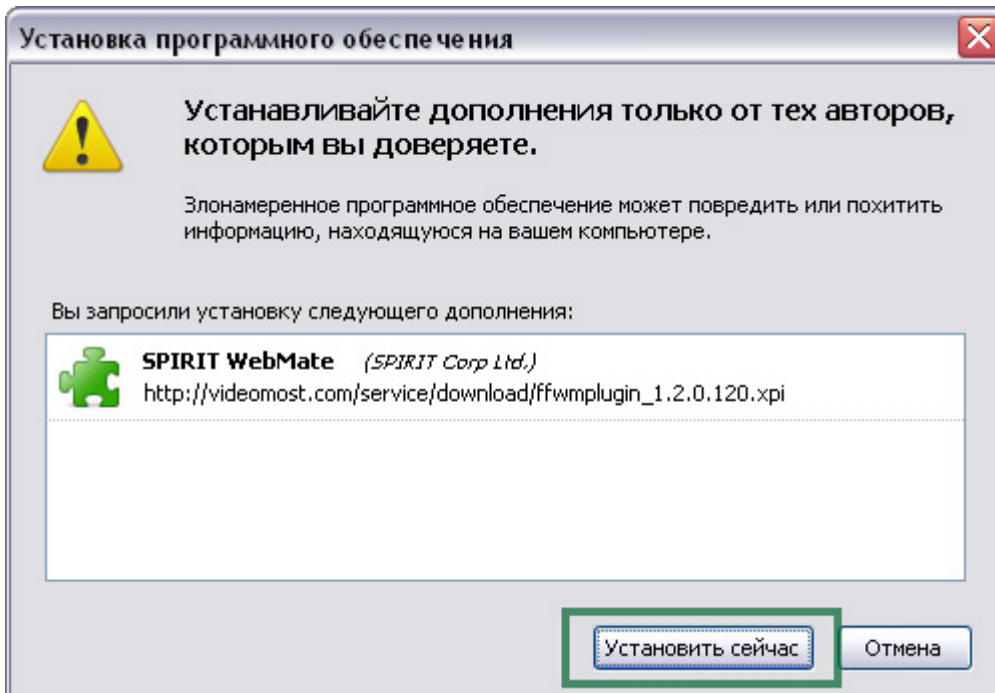 Установка программного обеспечения
Устанавливайте дополнения только от тех авторов,
которым вы доверяете.
Злонамеренное программное обеспечение может повредить или похитить
информацию, находящуюся на вашем компьютере.
Вы запросили установку следующего дополнения:
SPIRIT WebMate (SPIRIT Corp Ltd.)
http://videomost.com/service/download/ffwmplugin_1.2.0.120.xpi
Установить сейчас Отмена